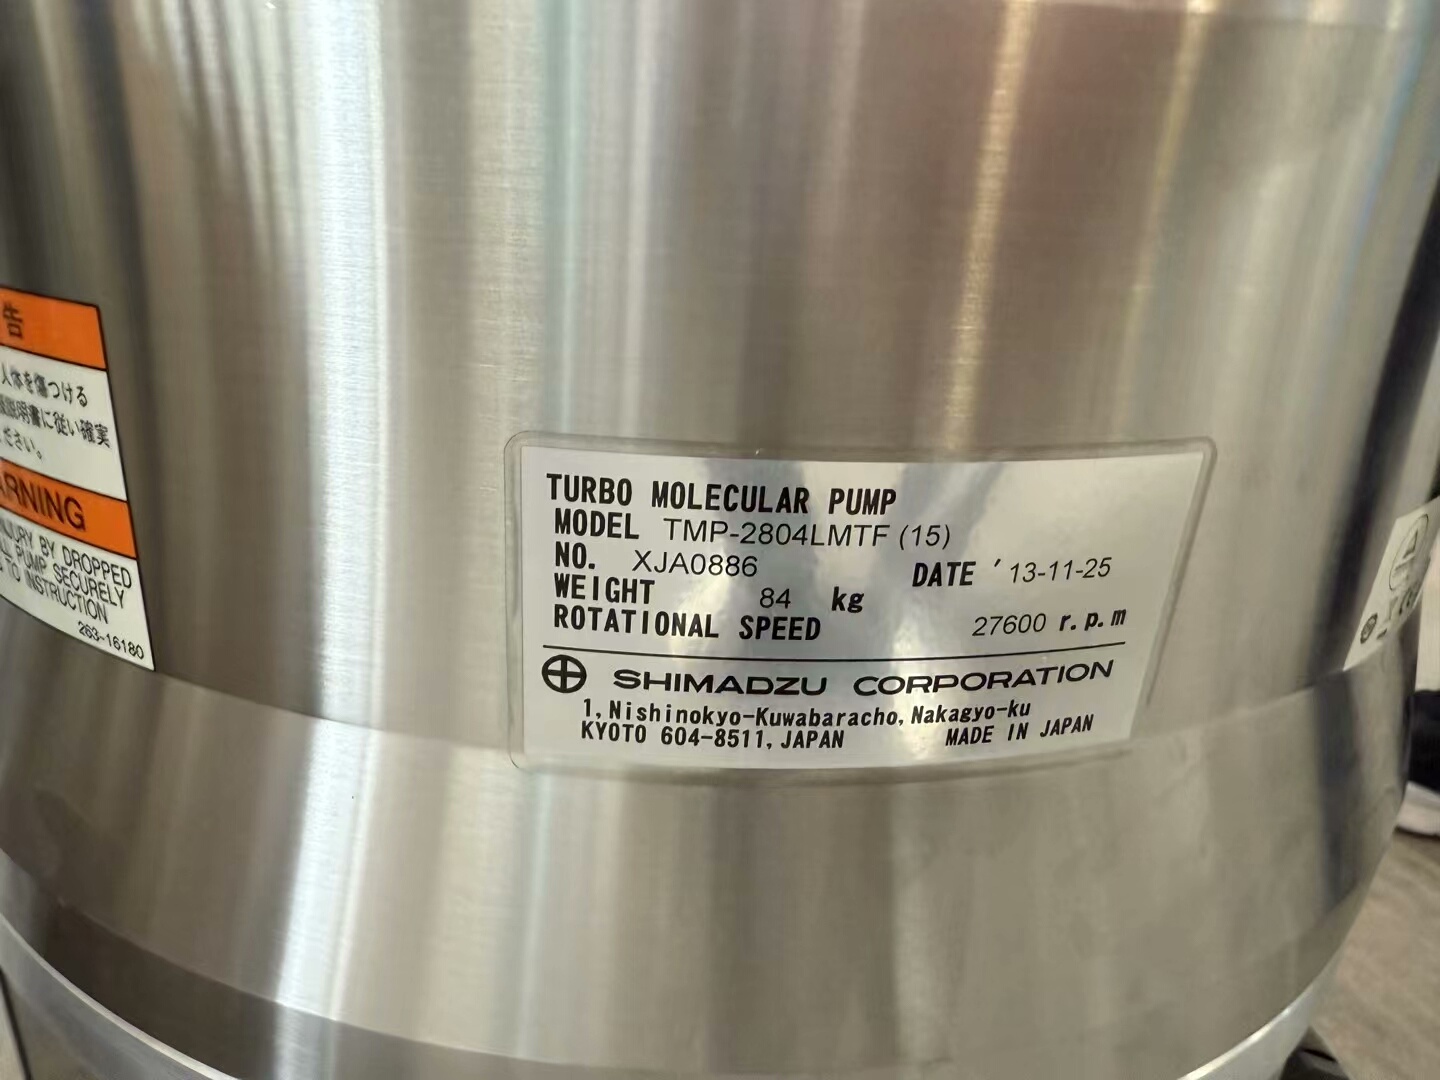 告
人体を傷つける
説明書に従い確実
ださい。
WARNING
INJURY BY DROPPED
PUMP SECURELY
TO INSTRUCTION
263-16180
TURBO MOLECULAR PUMP
MODEL TMP-2804LMTF (15)
NO. XJA0886 DATE '13-11-25
WEIGHT 84 kg
ROTATIONAL SPEED 27600 r.p.m
SHIMADZU CORPORATION
1, Nishinokyo-Kuwabaracho, Nakagyo-ku
KYOTO 604-8511, JAPAN MADE IN JAPAN